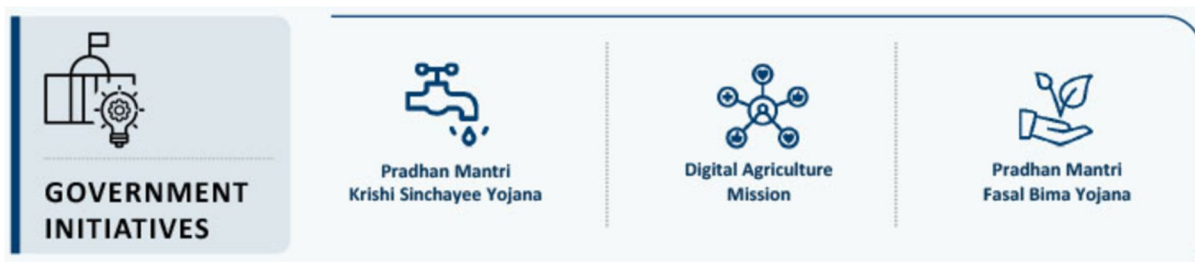 GOVERNMENT
INITIATIVES
Pradhan Mantri
Krishi Sinchayee Yojana
Digital Agriculture
Mission
Pradhan Mantri
Fasal Bima Yojana